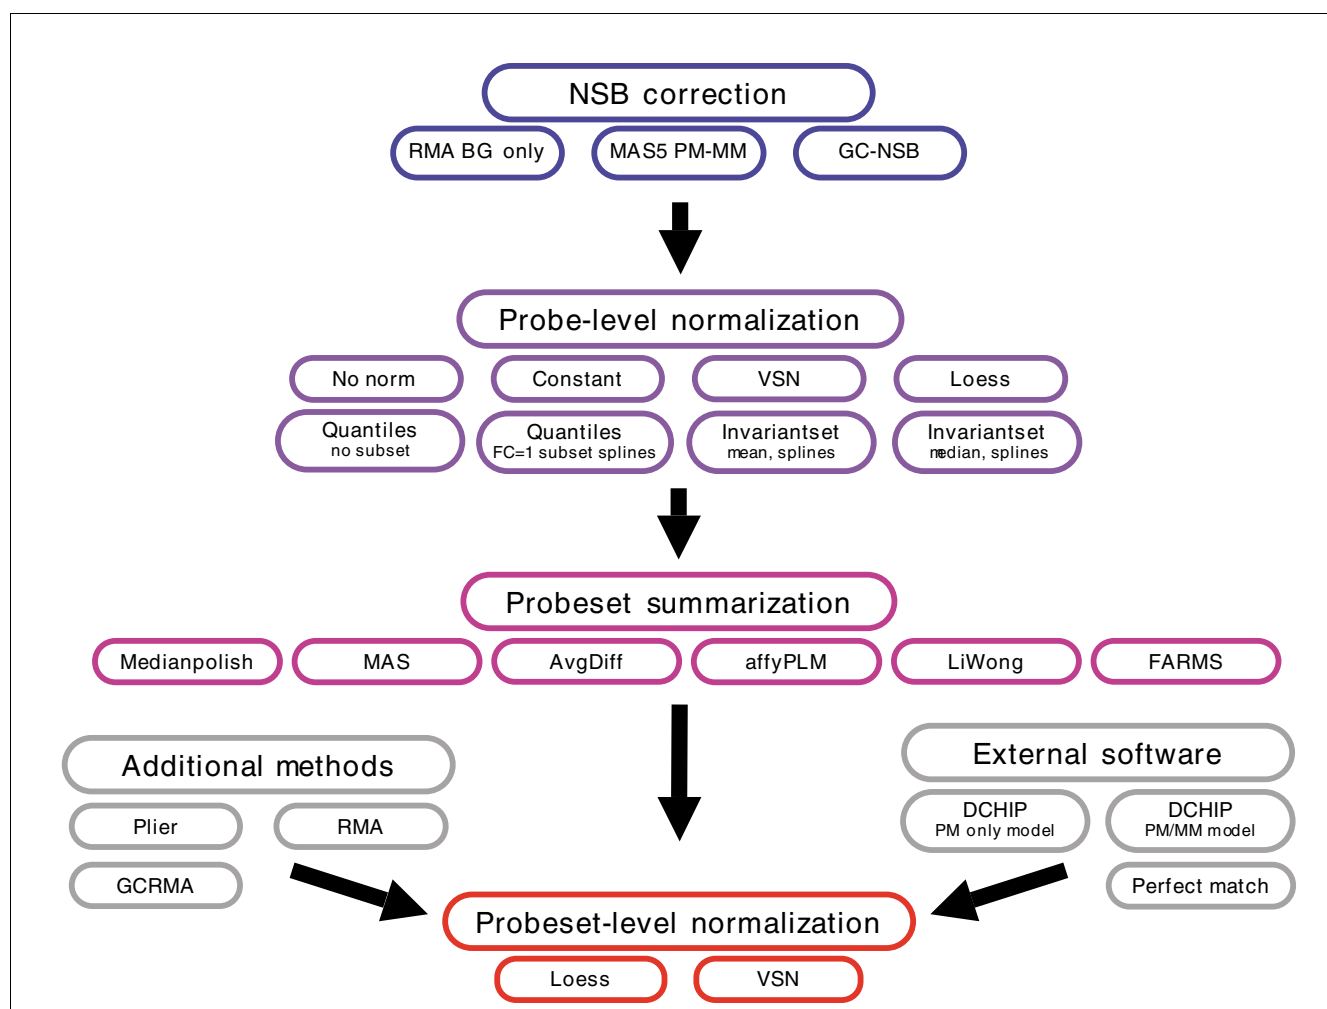 NSB correction
RMA BG only
MAS5 PM-MM
GC-NSB
Probe-level normalization
No norm
Constant
VSN
Loess
Quantiles
no subset
Quantiles
FC=1 subset splines
Invariantset
mean, splines
Invariantset
median, splines
Probeset summarization
Medianpolish
MAS
AvgDiff
affyPLM
LiWong
FARMS
Additional methods
Plier
RMA
GCRMA
External software
DCHIP
PM only model
DCHIP
PM/MM model
Perfect match
Probeset-level normalization
Loess
VSN